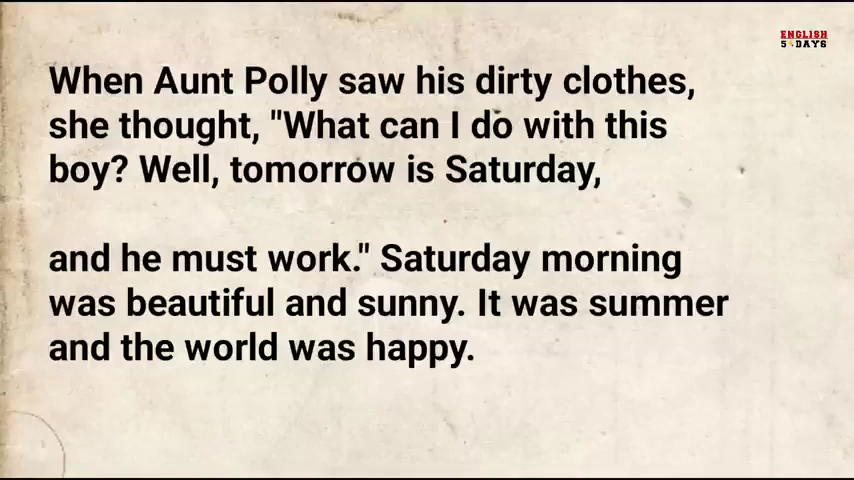 ENGLISH
5 DAYS
When Aunt Polly saw his dirty clothes,
she thought, "What can I do with this
boy? Well, tomorrow is Saturday,
and he must work." Saturday morning
was beautiful and sunny. It was summer
and the world was happy.